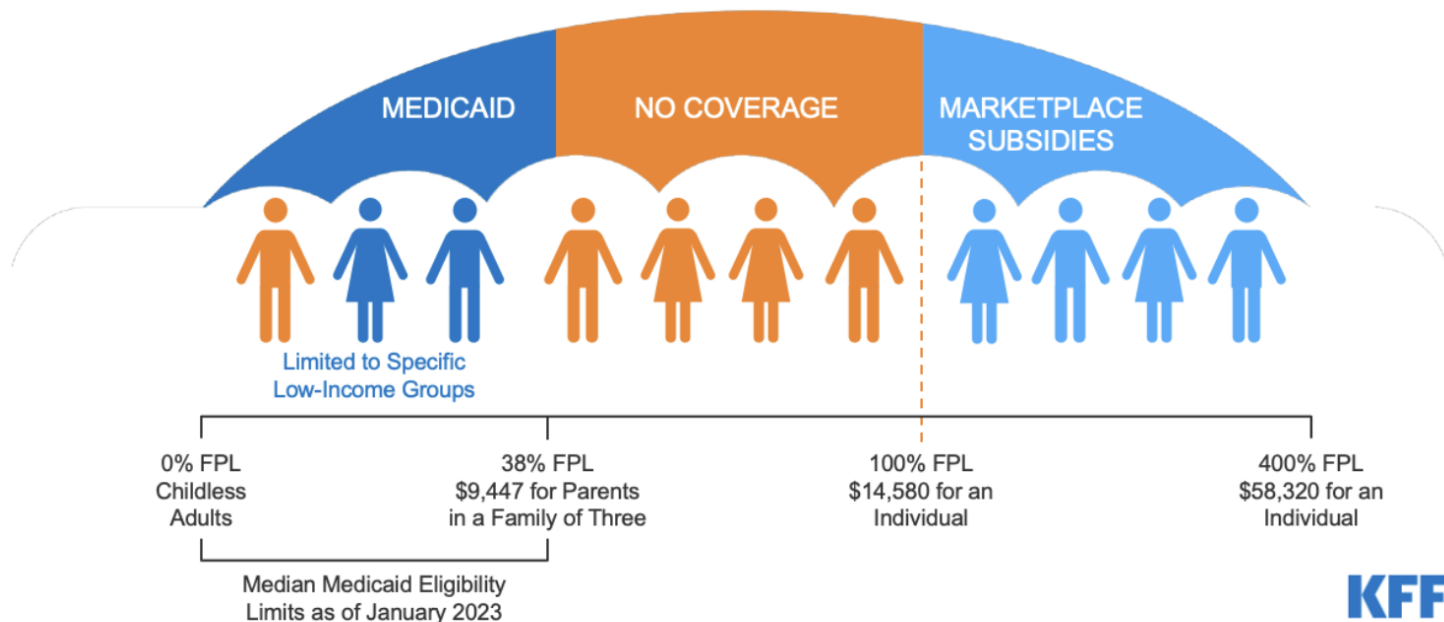 MEDICAID
NO COVERAGE
MARKETPLACE
SUBSIDIES
Limited to Specific
Low-Income Groups
0% FPL
Childless
Adults
38% FPL
$9,447 for Parents
in a Family of Three
100% FPL
$14,580 for an
Individual
400% FPL
$58,320 for an
Individual
Median Medicaid Eligibility
Limits as of January 2023
KFF